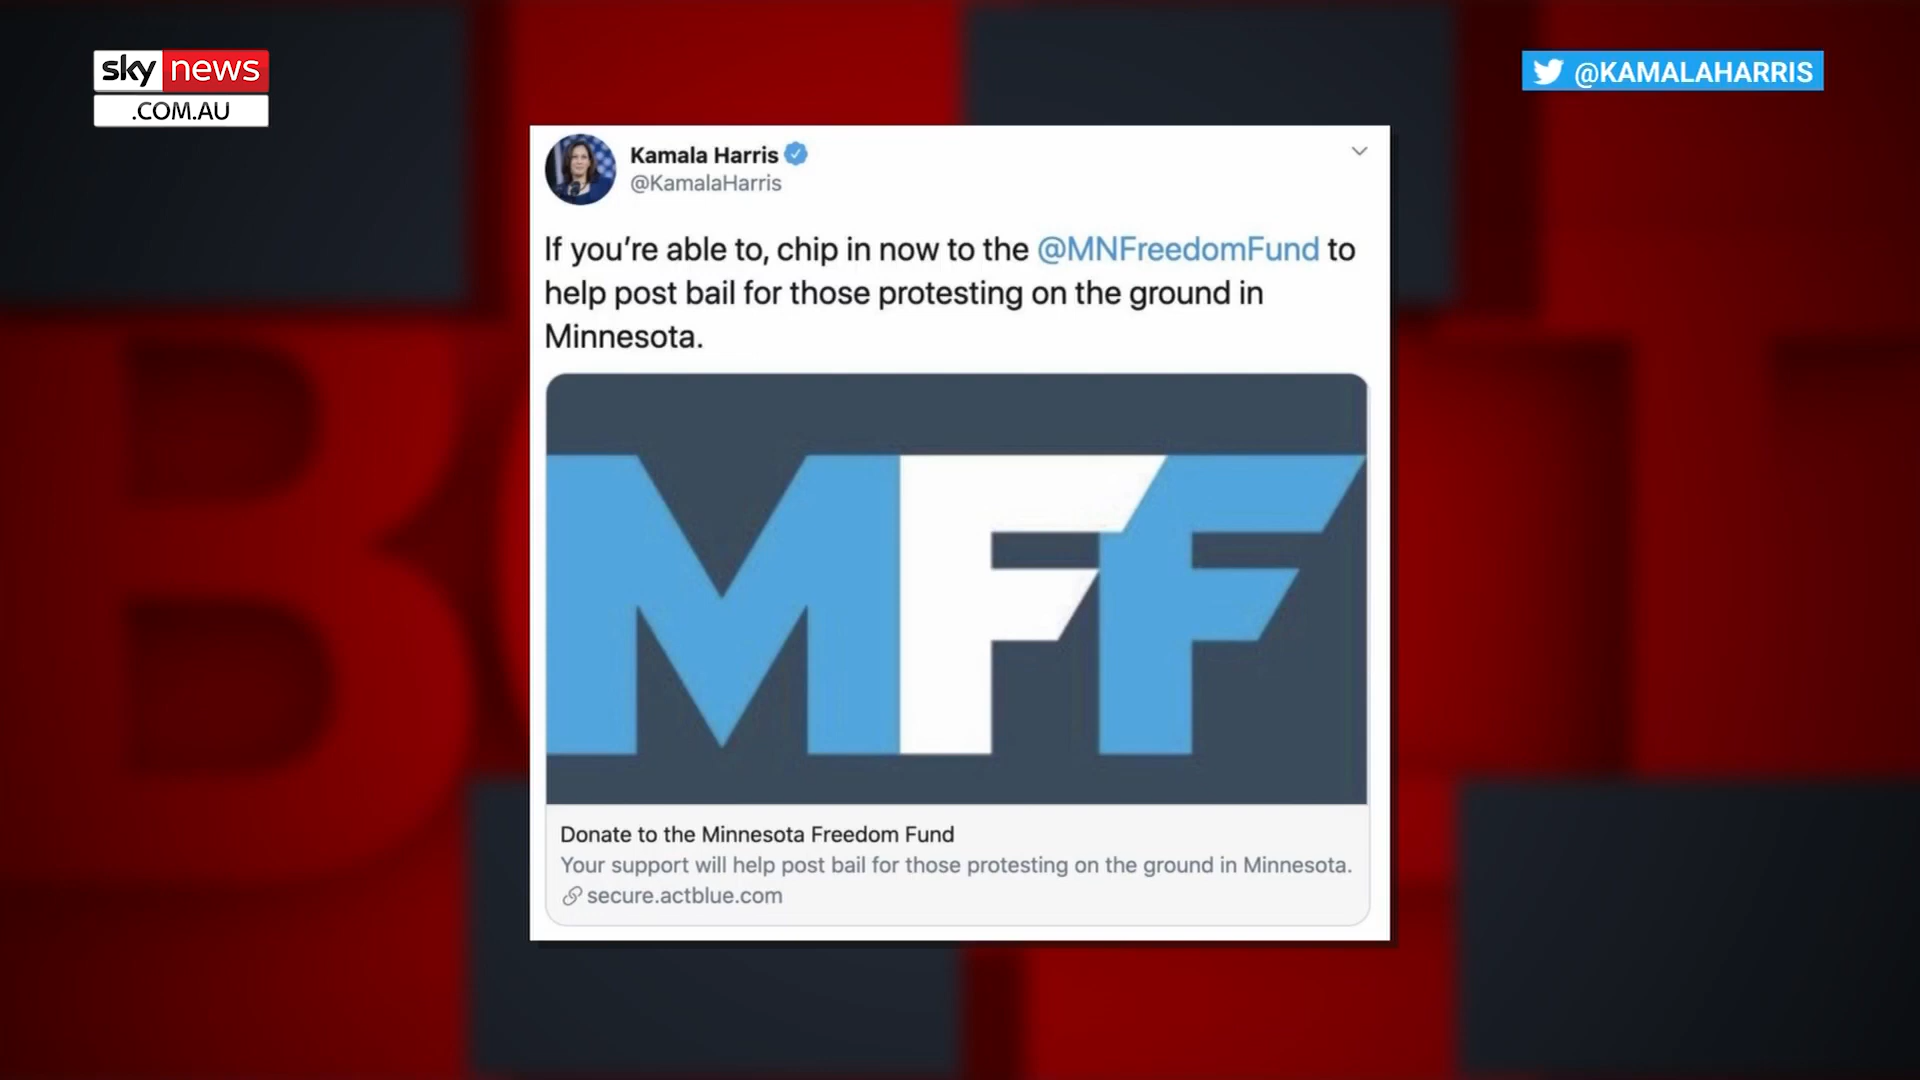 sky news
.COM.AU
@KAMALAHARRIS
Kamala Harris
@KamalaHarris
If you’re able to, chip in now to the @MNFreedomFund to
help post bail for those protesting on the ground in
Minnesota.
MFF
Donate to the Minnesota Freedom Fund
Your support will help post bail for those protesting on the ground in Minnesota.
secure.actblue.com